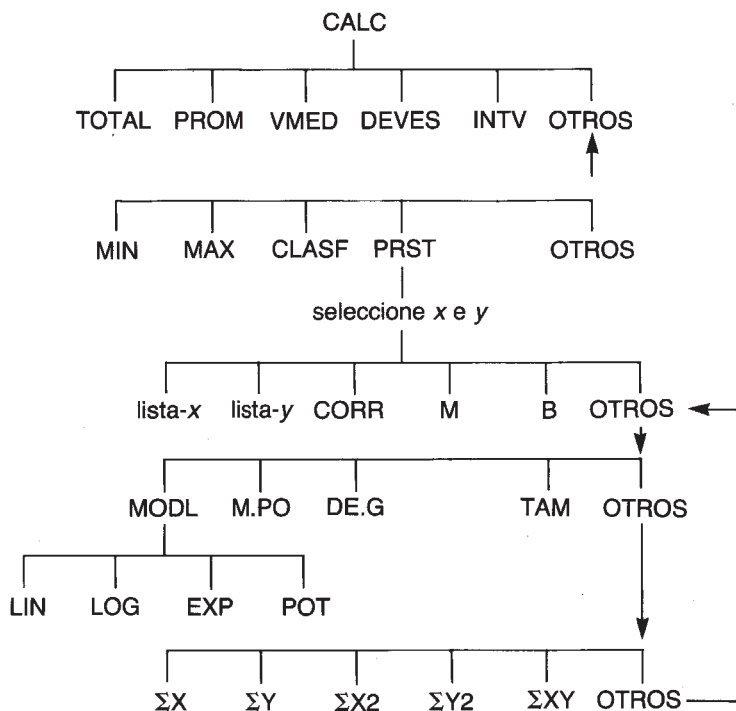 CALC
TOTAL PROM VMED DEVES INTV OTROS
MIN MAX CLASF PRST OTROS
seleccione x e y
lista-x lista-y CORR M B OTROS
MODL M.PO DE.G TAM OTROS
LIN LOG EXP POT
ΣX ΣY ΣX2 ΣY2 ΣXY OTROS